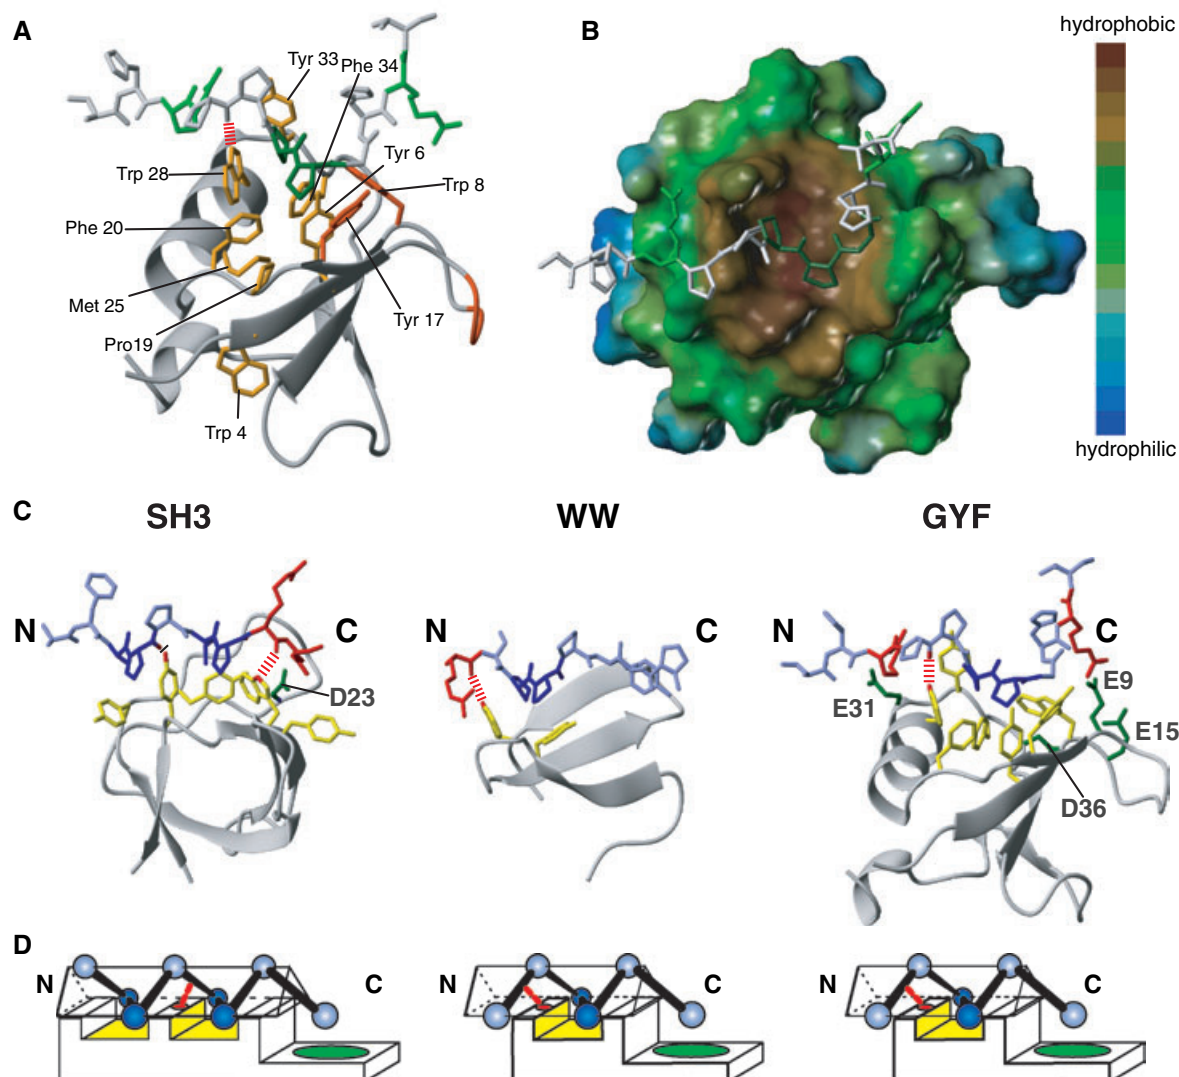 A
B
hydrophobic
Tyr 33
Phe 34
Tyr 6
Trp 28
Trp 8
Phe 20
Met 25
Tyr 17
Pro19
Trp 4
hydrophilic
C
SH3
WW
GYF
N
C
D23
N
C
N
C
E31
E9
E15
D36
D
N
C
N
C
N
C